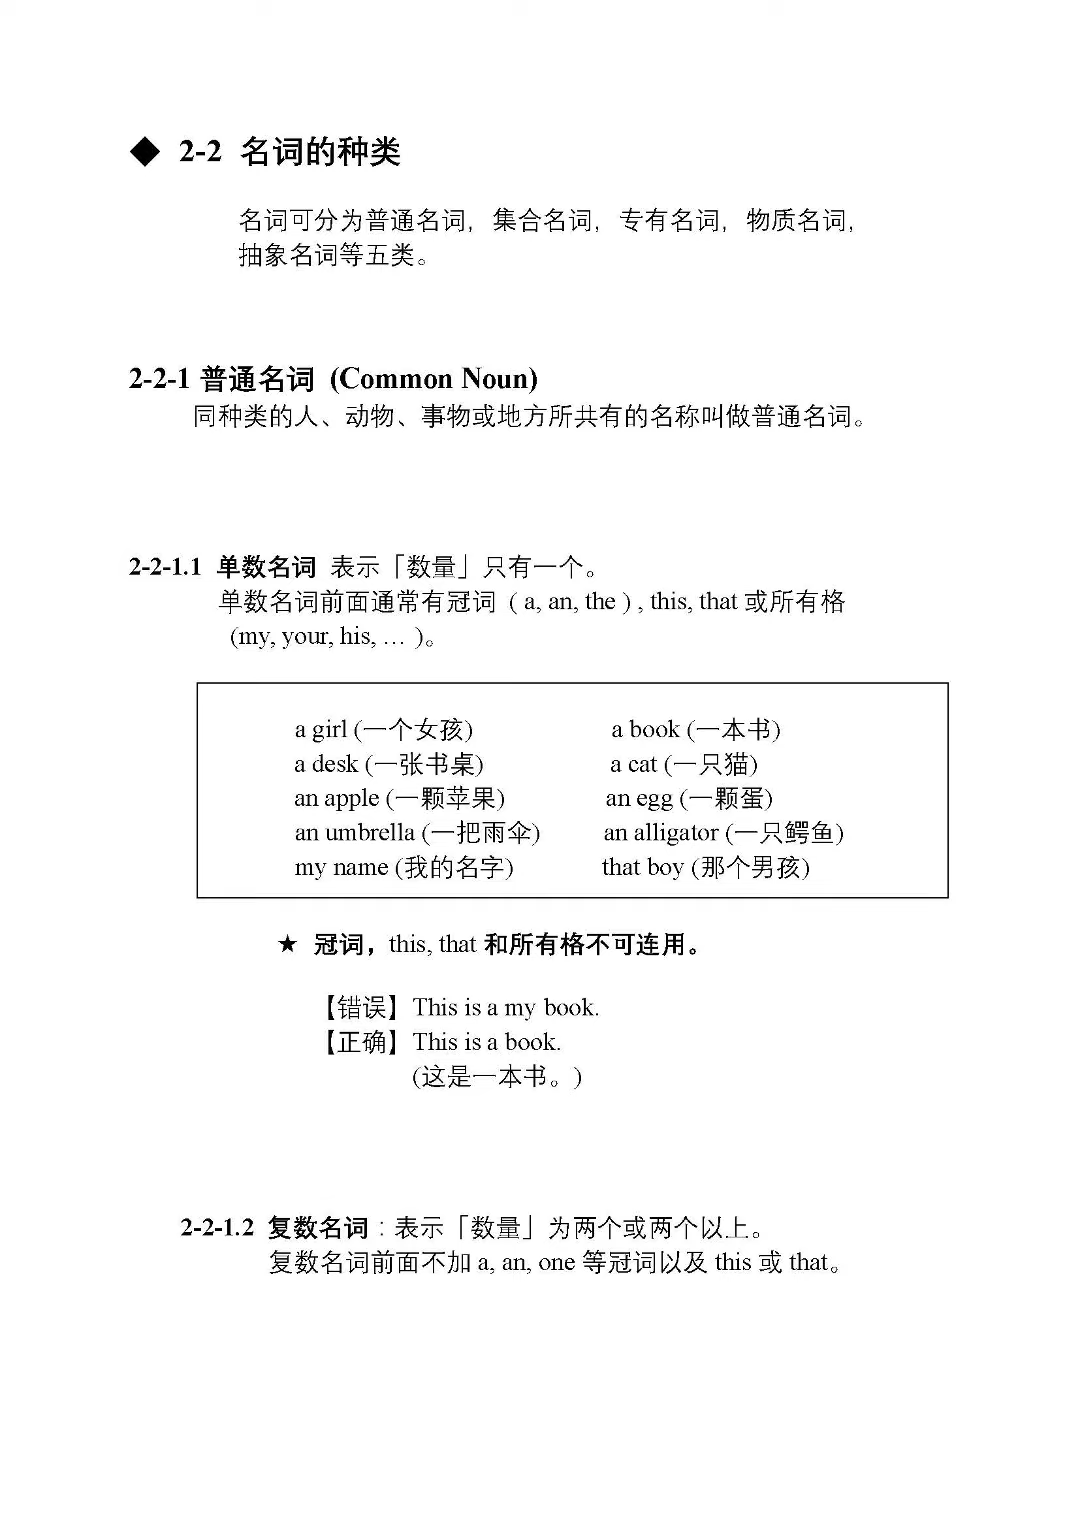 ◆ 2-2 名词的种类
名词可分为普通名词，集合名词，专有名词，物质名词，
抽象名词等五类。
2-2-1 普通名词 (Common Noun)
同种类的人、动物、事物或地方所共有的名称叫做普通名词。
2-2-1.1 单数名词 表示「数量」只有一个。
单数名词前面通常有冠词 ( a, an, the ) , this, that 或所有格
(my, your, his, … )。
a girl (一个女孩) a book (一本书)
a desk (一张书桌) a cat (一只猫)
an apple (一颗苹果) an egg (一颗蛋)
an umbrella (一把雨伞) an alligator (一只鳄鱼)
my name (我的名字) that boy (那个男孩)
★ 冠词，this, that 和所有格不可连用。
【错误】This is a my book.
【正确】This is a book.
(这是一本书。)
2-2-1.2 复数名词：表示「数量」为两个或两个以上。
复数名词前面不加 a, an, one 等冠词以及 this 或 that。